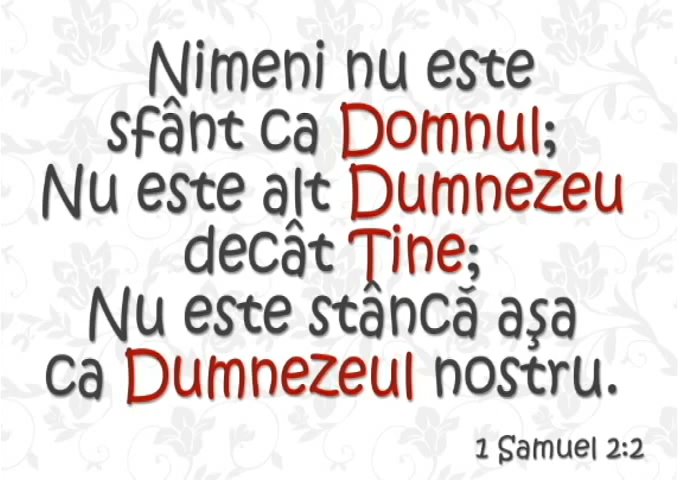 Nimeni nu este
sfânt ca Domnul;
Nu este alt Dumnezeu
decât Tine;
Nu este stâncă aşa
ca Dumnezeul nostru.
1 Samuel 2:2